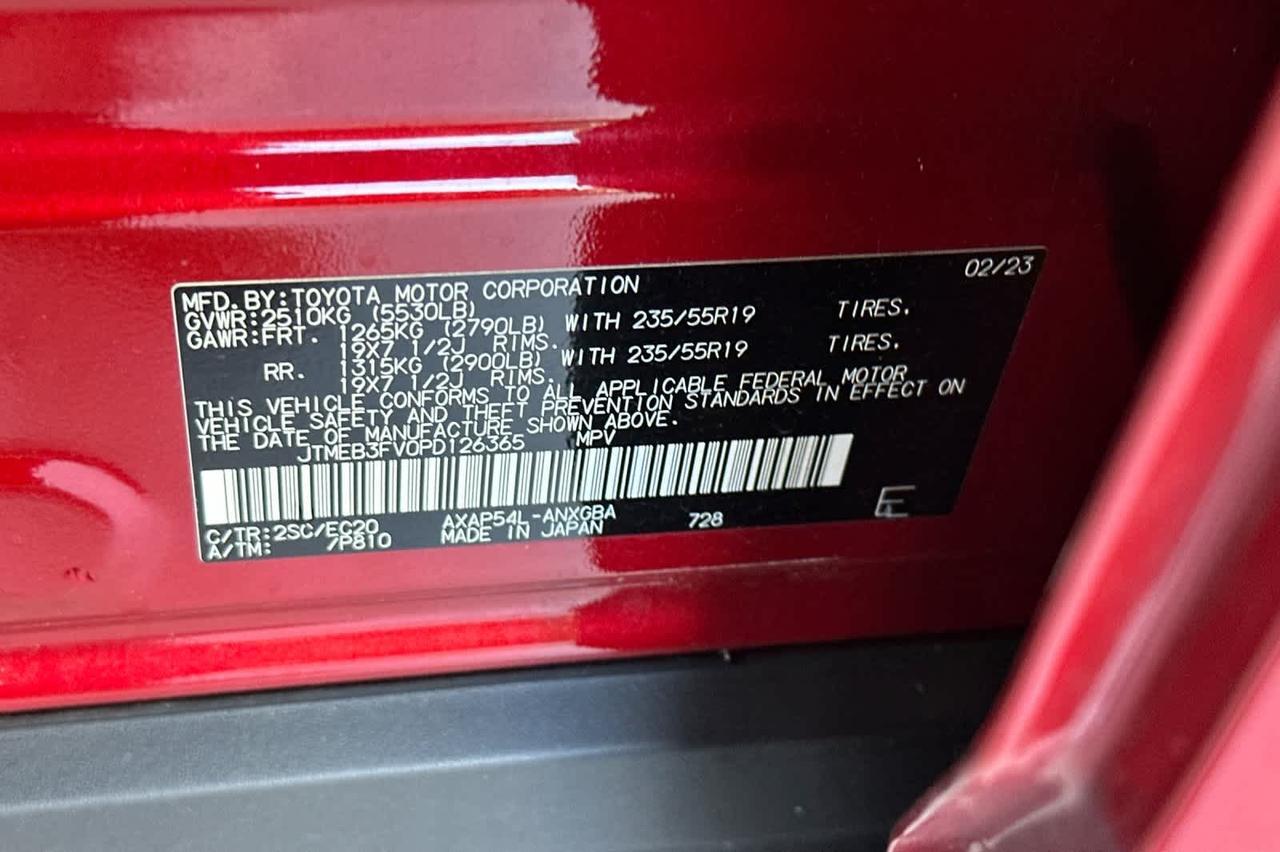 02/23
MFD. BY: TOYOTA MOTOR CORPORATION
GVWR: 2510KG (5530LB)
GAWR: FRT. 1265KG (2790LB) WITH 235/55R19 TIRES.
19X7 1/2J RIMS.
RR. 1315KG (2900LB) WITH 235/55R19 TIRES.
19X7 1/2J RIMS.
THIS VEHICLE CONFORMS TO ALL APPLICABLE FEDERAL MOTOR
VEHICLE SAFETY AND THEFT PREVENTION STANDARDS IN EFFECT ON
THE DATE OF MANUFACTURE SHOWN ABOVE.
JTMEB3FV0PD126365 MPV
C/TR: 2SC/EC20 AXAP54L-ANXGBA 728
A/TM: /P810 MADE IN JAPAN